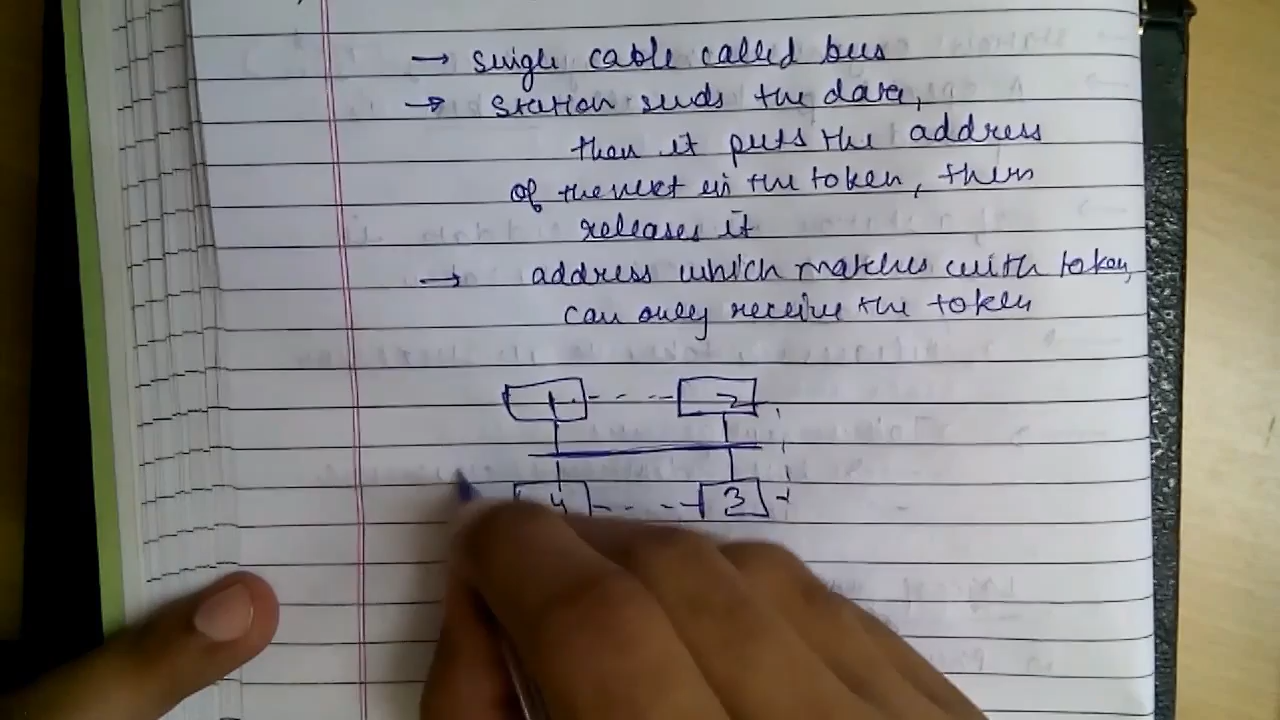 → single cable called bus
→ Station sends the data,
then it puts the address
of the next in the token, then
releases it
→ address which matches with token,
can only receive the token
1 2
4 3